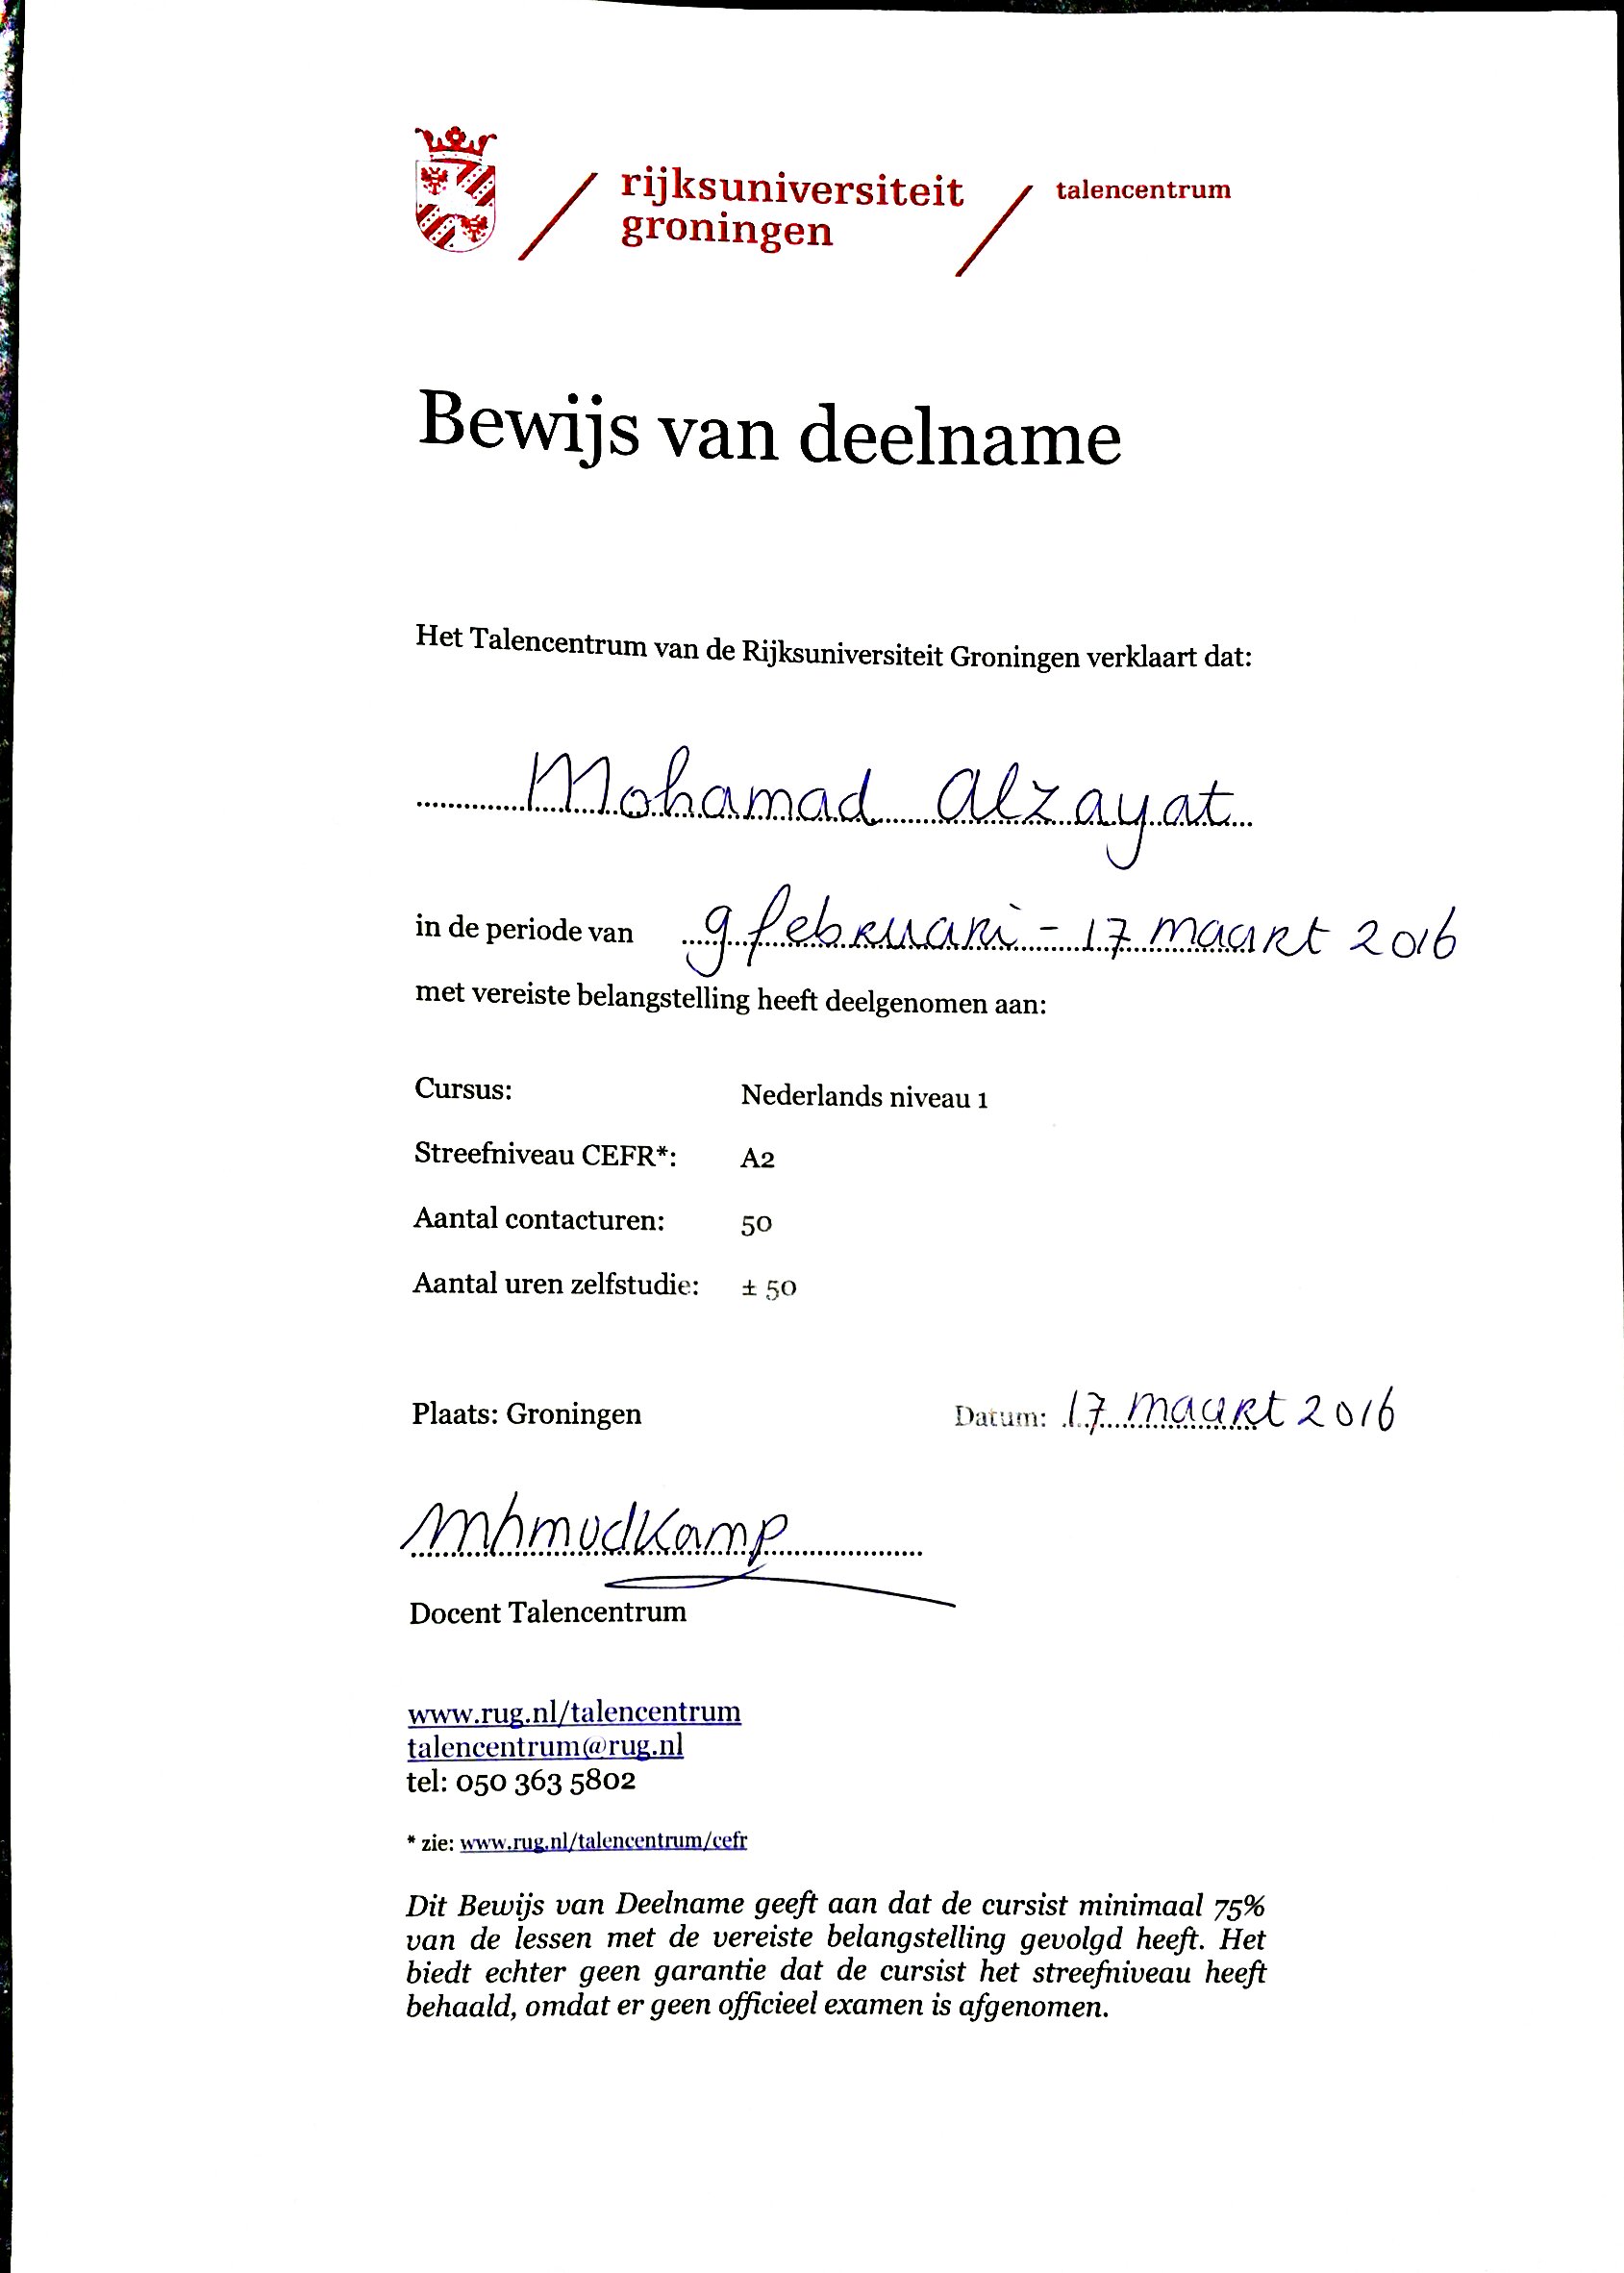 rijksuniversiteit
groningen
talencentrum
Bewijs van deelname
Het Talencentrum van de Rijksuniversiteit Groningen verklaart dat:
Mohamad Alzayat
in de periode van 9 februari - 17 maart 2016
met vereiste belangstelling heeft deelgenomen aan:
Cursus: Nederlands niveau 1
Streefniveau CEFR*: A2
Aantal contacturen: 50
Aantal uren zelfstudie: ± 50
Plaats: Groningen Datum: 17 maart 2016
Docent Talencentrum
www.rug.nl/talencentrum
talencentrum@rug.nl
tel: 050 363 5802
* zie: www.rug.nl/talencentrum/cefr
Dit Bewijs van Deelname geeft aan dat de cursist minimaal 75%
van de lessen met de vereiste belangstelling gevolgd heeft. Het
biedt echter geen garantie dat de cursist het streefniveau heeft
behaald, omdat er geen officieel examen is afgenomen.